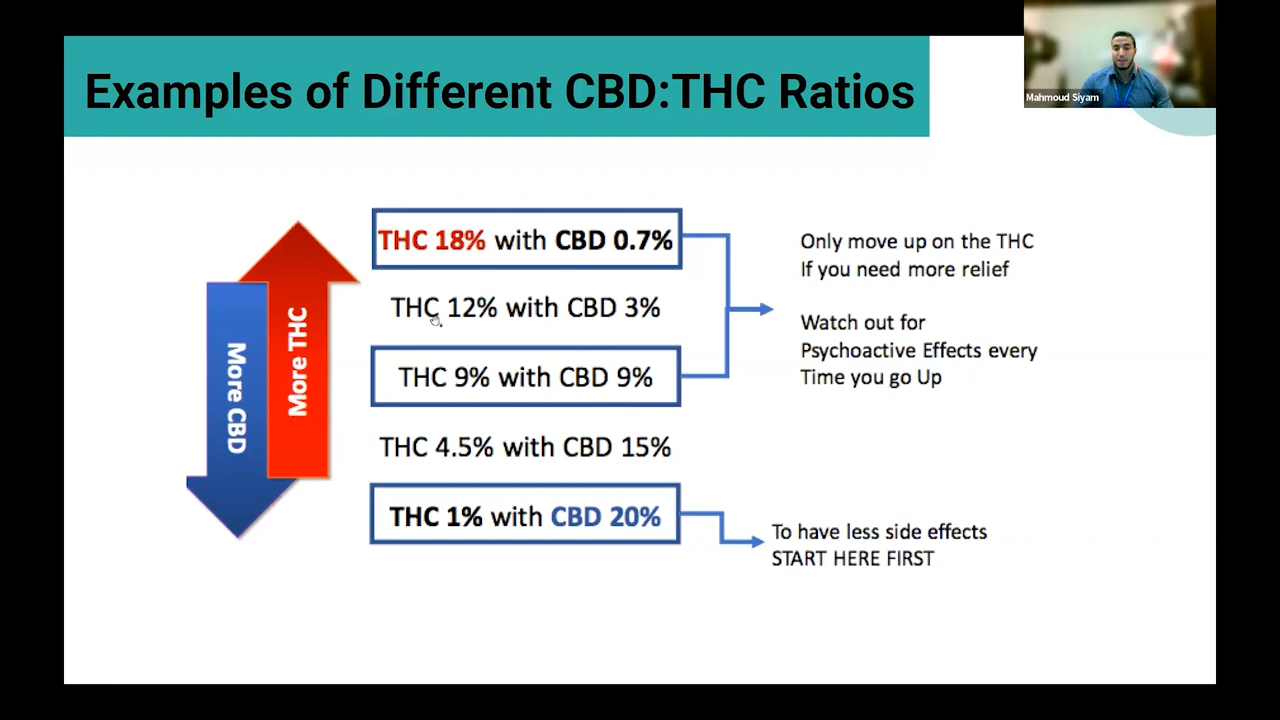 Examples of Different CBD:THC Ratios
Mahmoud Siyam
More CBD
More THC
THC 18% with CBD 0.7%
THC 12% with CBD 3%
THC 9% with CBD 9%
THC 4.5% with CBD 15%
THC 1% with CBD 20%
Only move up on the THC
If you need more relief
Watch out for
Psychoactive Effects every
Time you go Up
To have less side effects
START HERE FIRST